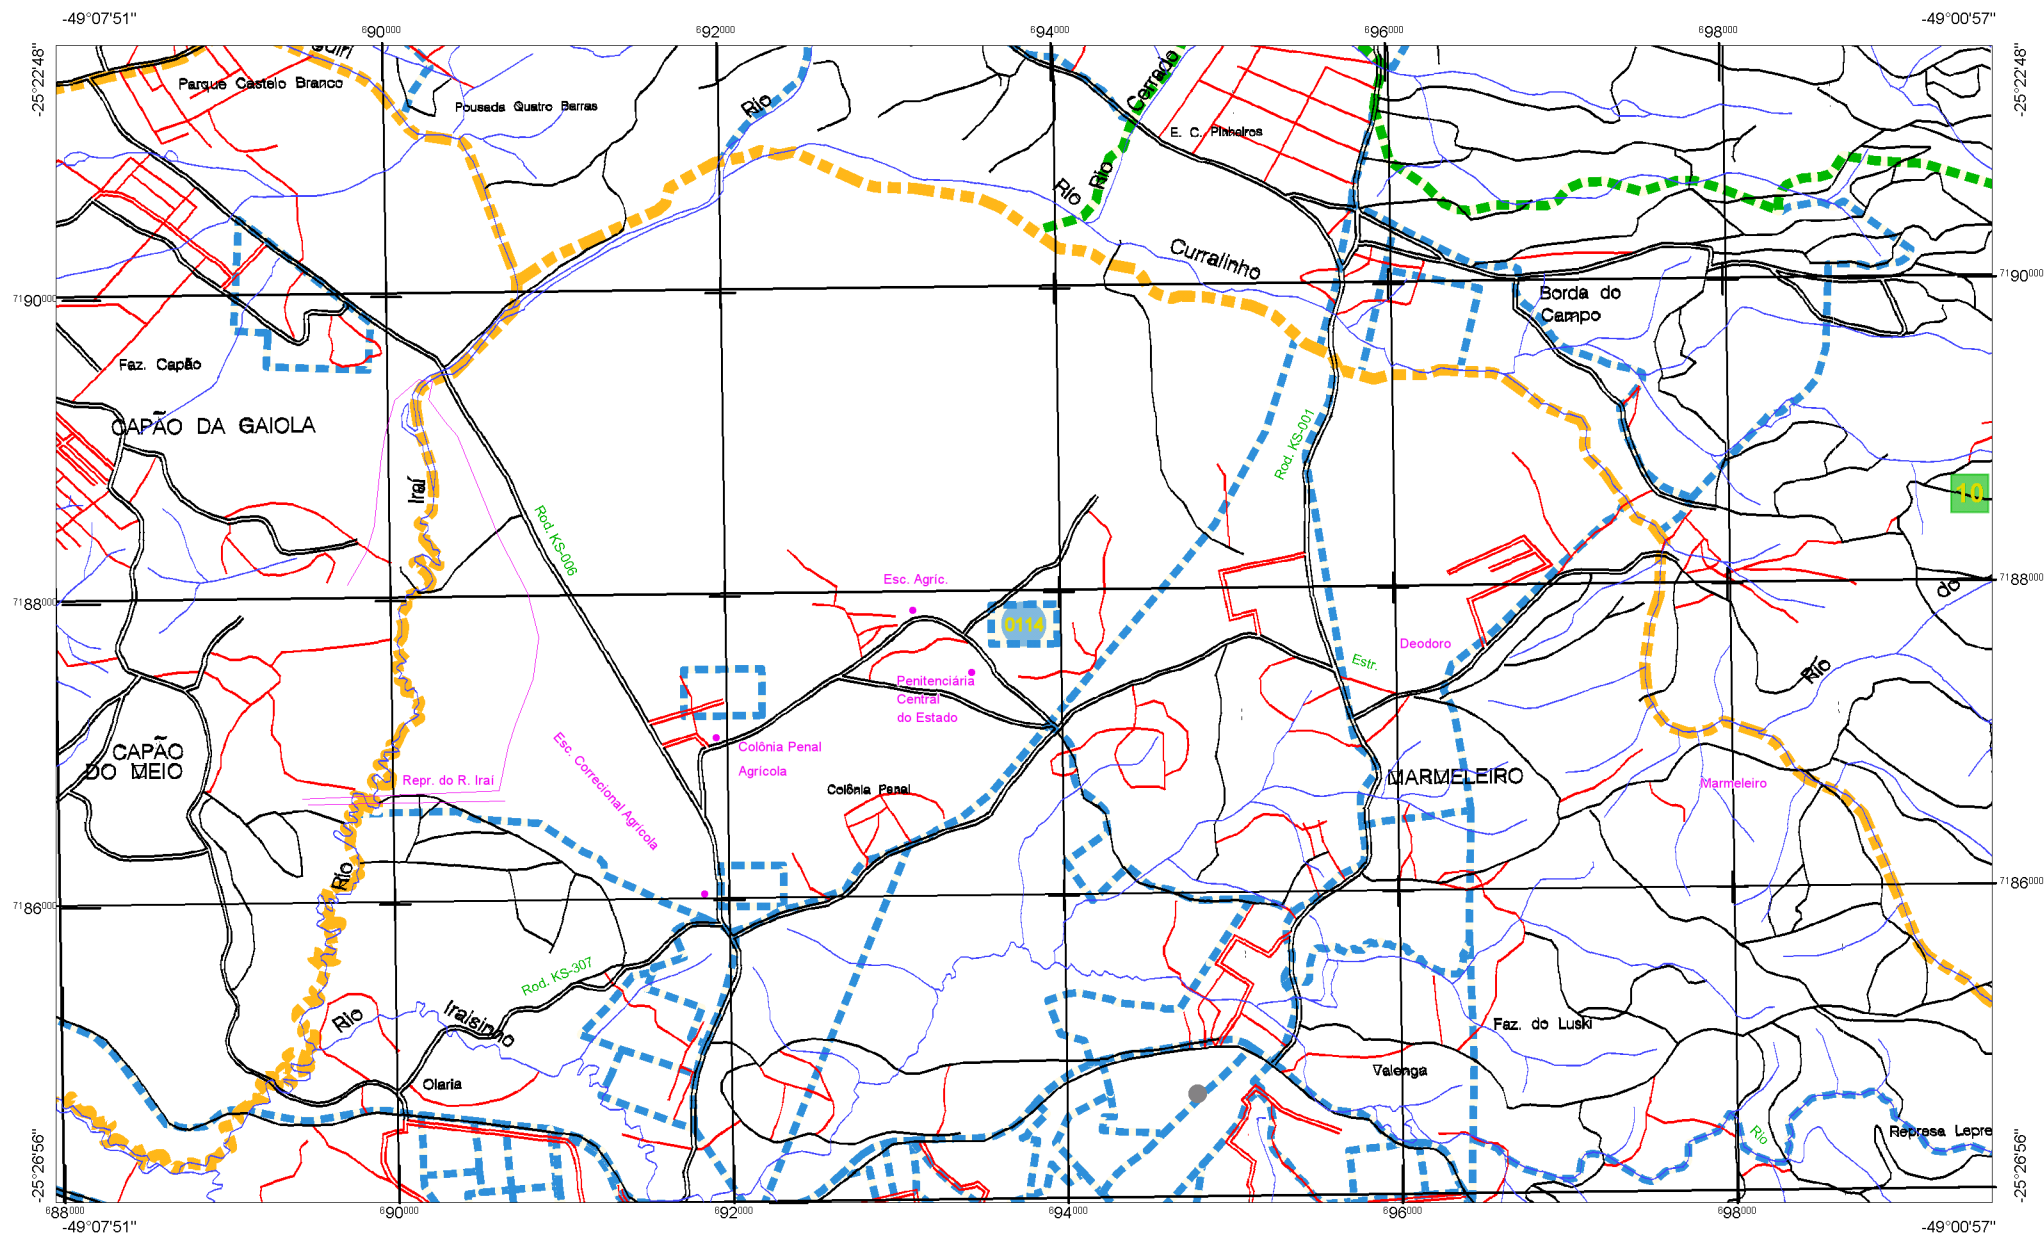 -49°07'51"
-49°00'57"
690000
692000
694000
696000
698000
-25°22'48"
-25°22'48"
Parque Castelo Branco
Pousada Quatro Barras
Rio
Cerrado
E. C. Pinheiros
Rio
Rio
Curralinho
7190000
7190000
Borda do
Campo
Faz. Capão
CAPÃO DA GAIOLA
Rod. KS-001
Iraí
10
Rod. KS-006
Esc. Agríc.
7188000
7188000
do
0114
Deodoro
Estr.
Rio
Penitenciária
Central
do Estado
CAPÃO
DO MEIO
Colônia Penal
Agrícola
Esc. Correcional Agrícola
Repr. do R. Iraí
Colônia Penal
MARMELEIRO
Marmeleiro
Rio
7186000
7186000
Rod. KS-307
Rio
Iraisinho
Faz. do Luski
Olaria
Valenga
Rio
Represa Lepre
-25°26'56"
-25°26'56"
688000
690000
692000
694000
696000
698000
-49°07'51"
-49°00'57"